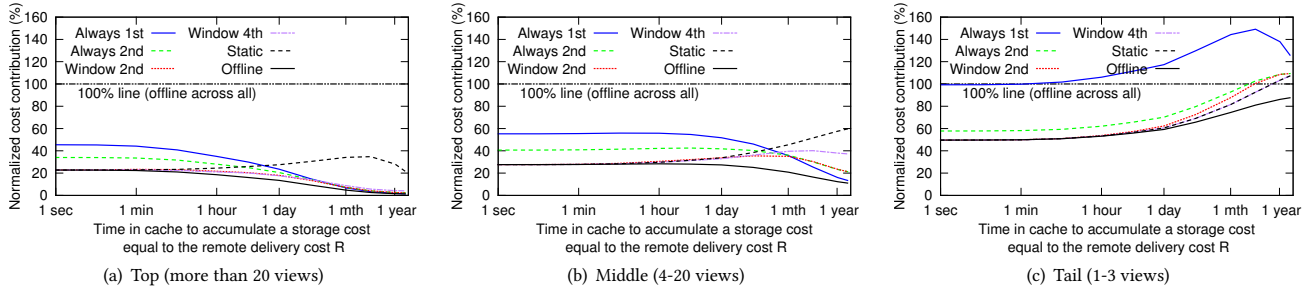 Normalized cost contribution (%)
160
140
120
100
80
60
40
20
0
Always 1st
Always 2nd
Window 2nd
Window 4th
Static
Offline
100% line (offline across all)
1 sec
1 min
1 hour
1 day
1 mth
1 year
Time in cache to accumulate a storage cost
equal to the remote delivery cost R
(a) Top (more than 20 views)
Normalized cost contribution (%)
160
140
120
100
80
60
40
20
0
Always 1st
Always 2nd
Window 2nd
Window 4th
Static
Offline
100% line (offline across all)
1 sec
1 min
1 hour
1 day
1 mth
1 year
Time in cache to accumulate a storage cost
equal to the remote delivery cost R
(b) Middle (4-20 views)
Normalized cost contribution (%)
160
140
120
100
80
60
40
20
0
Always 1st
Always 2nd
Window 2nd
Window 4th
Static
Offline
100% line (offline across all)
1 sec
1 min
1 hour
1 day
1 mth
1 year
Time in cache to accumulate a storage cost
equal to the remote delivery cost R
(c) Tail (1-3 views)